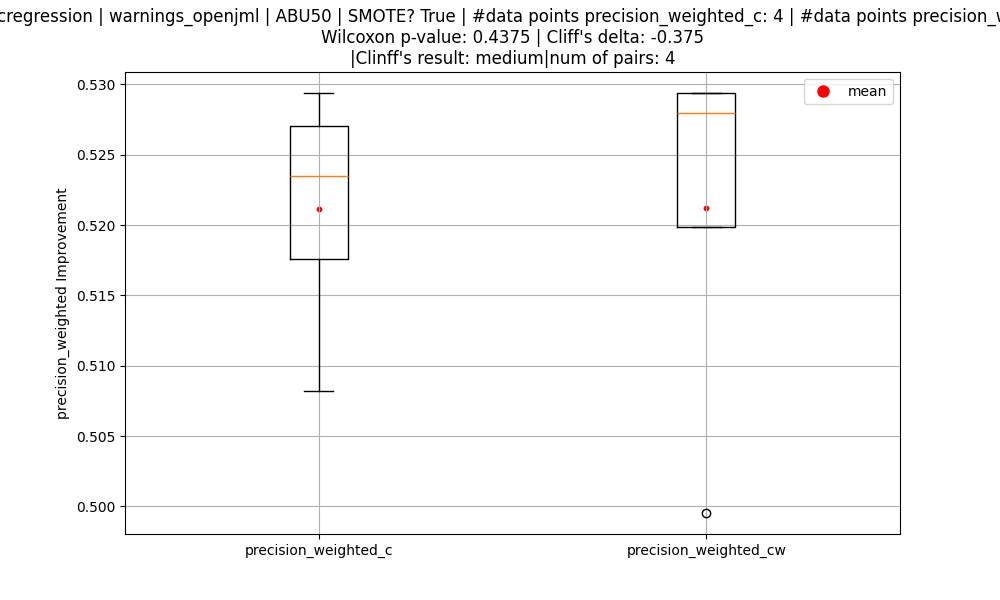 | warnings_openjml | ABU50 | SMOTE? True | #data points precision_weighted_c: 4 | #data points
Wilcoxon p-value: 0.4375 | Cliff's delta: -0.375
|Clinff's result: medium|num of pairs: 4
mean
0.530
0.525
0.520
0.515
0.510
0.505
0.500
precision_weighted Improvement
precision_weighted_c
precision_weighted_cw